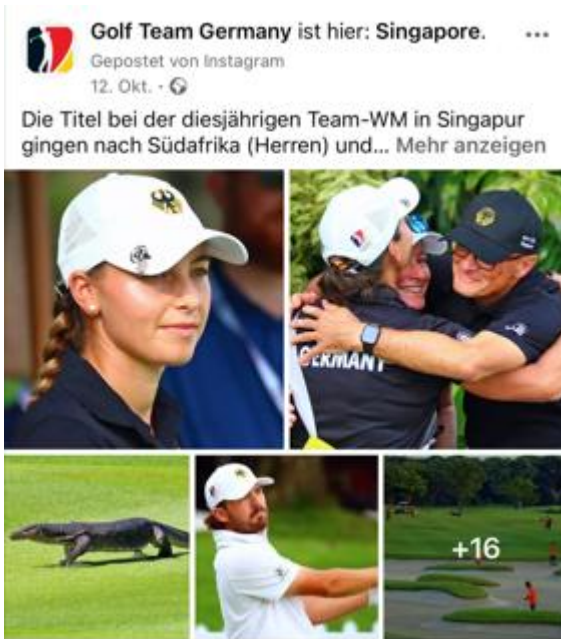 Golf Team Germany ist hier: Singapore.
Gepostet von Instagram
12. Okt. ·
Die Titel bei der diesjährigen Team-WM in Singapur
gingen nach Südafrika (Herren) und... Mehr anzeigen
GERMANY
+16